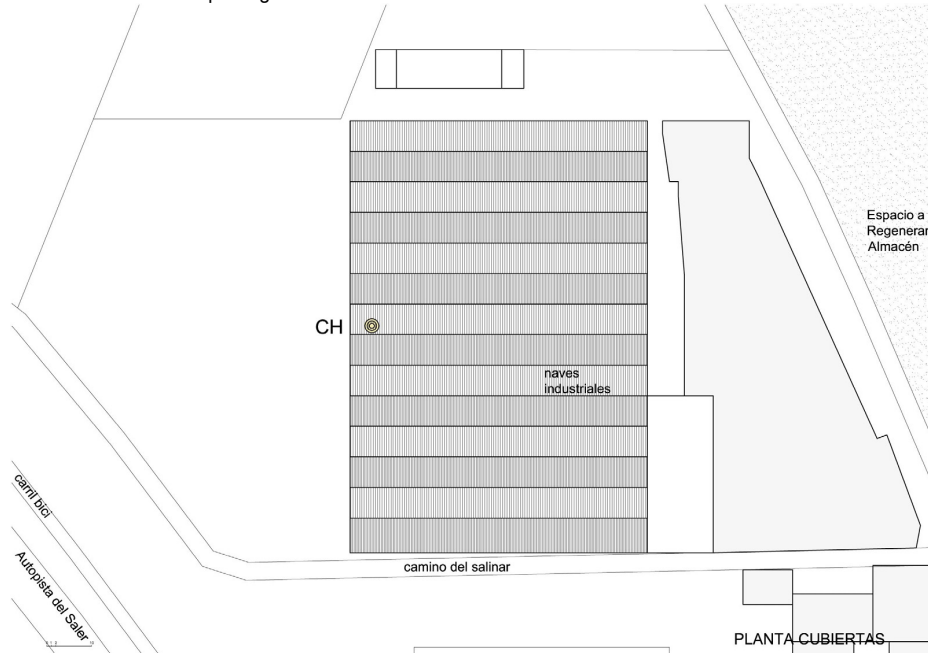 Espacio a
Regenerar
Almacén
CH
naves
industriales
carril bici
camino del salinar
Autopista del Saler
PLANTA CUBIERTAS